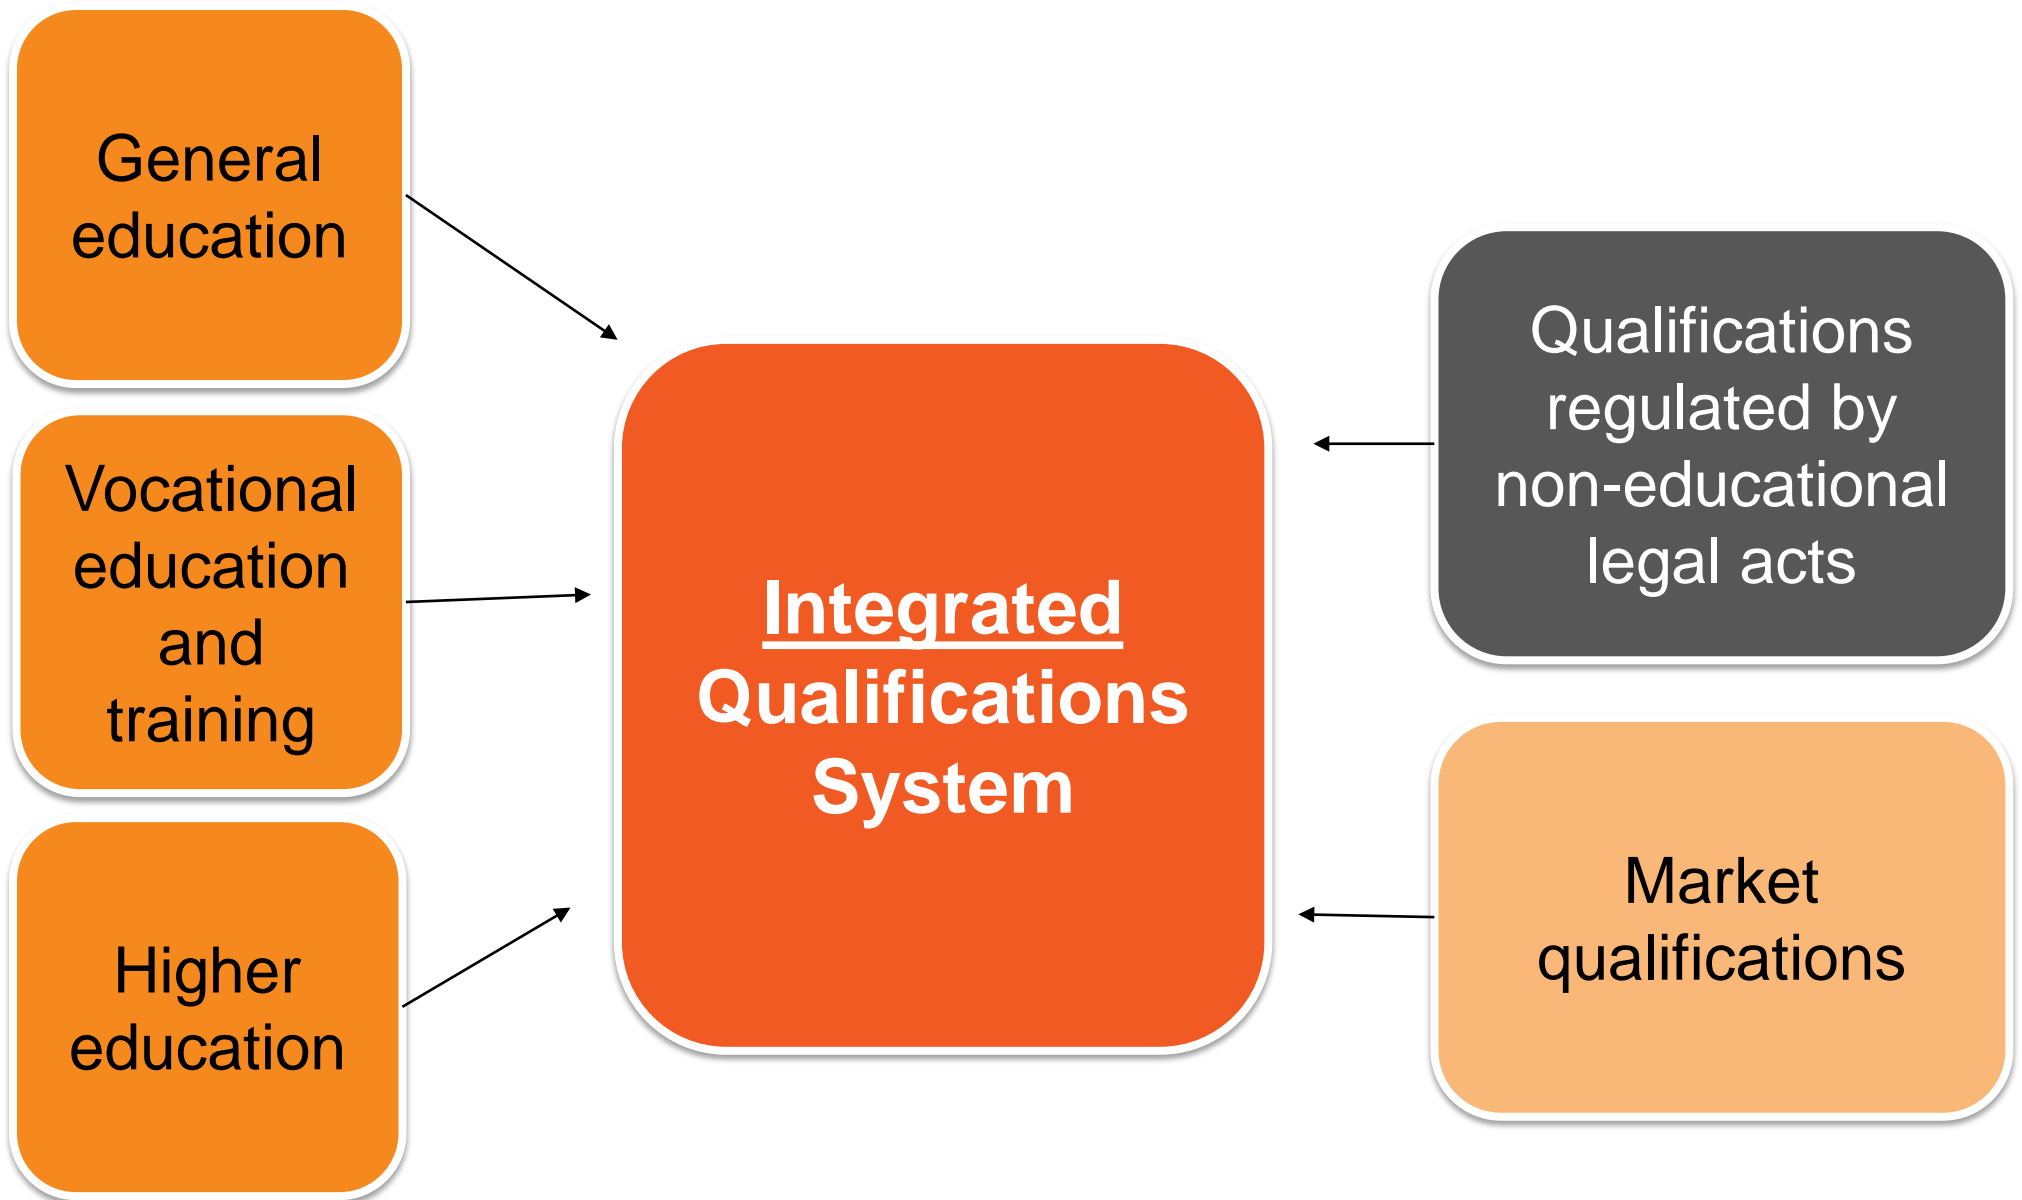 General
education
Vocational
education
and
training
Higher
education
Integrated
Qualifications
System
Qualifications
regulated by
non-educational
legal acts
Market
qualifications